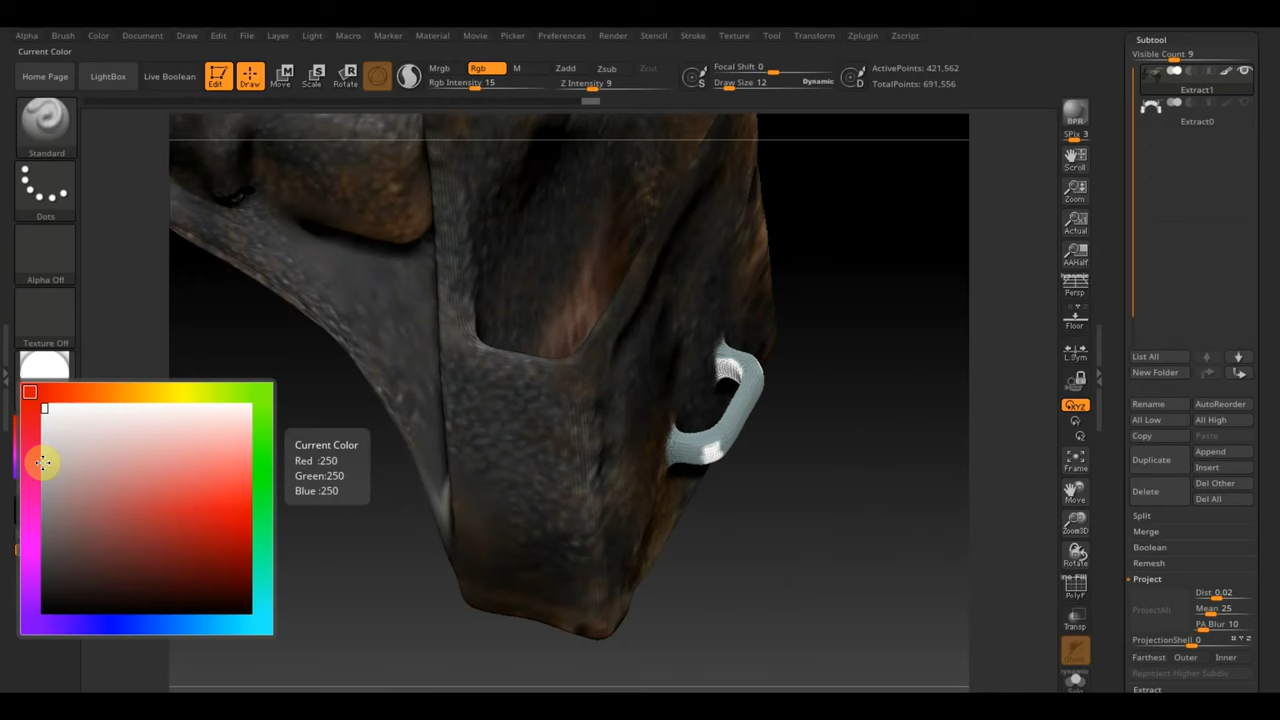 Alpha Brush Color Document Draw Edit File Layer Light Macro Marker Material Movie Picker Preferences Render Stencil Stroke Texture Tool Transform Zplugin Zscript
Current Color
Home Page
LightBox
Live Boolean
Edit
Draw
Move
Scale
Rotate
Mrgb Rgb M
Rgb Intensity 15
Zadd Zsub Zcut
Z Intensity 9
S
Focal Shift 0
Draw Size 12 Dynamic
D
ActivePoints: 421,562
TotalPoints: 691,556
Standard
Dots
Alpha Off
Texture Off
Current Color
Red :250
Green:250
Blue :250
BPR
SPix 3
Scroll
Zoom
Actual
AAHalf
Dynamic
Persp
Floor
L.Sym
XYZ
Y
Z
Frame
Move
Zoom3D
Rotate
PolyF
Transp
Dynamic
Solo
Subtool
Visible Count 9
Extract1
Extract0
List All
New Folder
Rename AutoReorder
All Low All High
Copy Paste
Duplicate Append
Insert
Delete Del Other
Del All
Split
Merge
Boolean
Remesh
Project
ProjectAll Dist 0.02
Mean 25
PA Blur 10
ProjectionShell 0 X Y Z
Farthest Outer Inner
Reproject Higher Subdiv
Extract